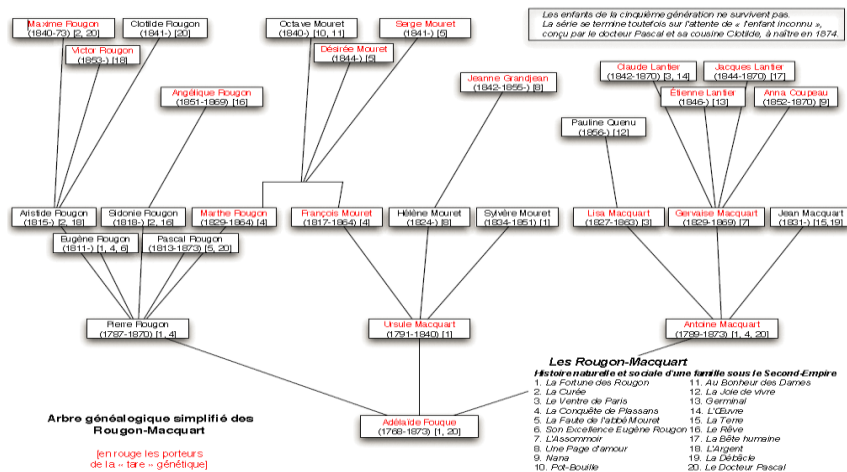 Maxime Rougon
(1840-73) [2, 20]
Clotilde Rougon
(1841-) [20]
Victor Rougon
(1853-) [18]
Angélique Rougon
(1851-1869) [16]
Octave Mouret
(1840-) [10, 11]
Serge Mouret
(1841-) [5]
Désirée Mouret
(1844-) [5]
Jeanne Grandjean
(1842-1855-) [8]
Les enfants de la cinquième génération ne survivent pas.
La série se termine toutefois sur l'attente de « l'enfant inconnu »,
conçu par le docteur Pascal et sa cousine Clotilde, à naître en 1874.
Claude Lantier
(1842-1870) [3, 14]
Jacques Lantier
(1844-1870) [17]
Étienne Lantier
(1846-) [13]
Anna Coupeau
(1852-1870) [9]
Pauline Quenu
(1856-) [12]
Aristide Rougon
(1815-) [2, 18]
Sidonie Rougon
(1818-) [2, 16]
Marthe Rougon
(1829-1864) [4]
François Mouret
(1817-1864) [4]
Hélène Mouret
(1824-) [8]
Sylvère Mouret
(1834-1851) [1]
Lisa Macquart
(1827-1863) [3]
Gervaise Macquart
(1829-1869) [7]
Jean Macquart
(1831-) [15,19]
Eugène Rougon
(1811-) [1, 4, 6]
Pascal Rougon
(1813-1873) [5, 20]
Pierre Rougon
(1787-1870) [1, 4]
Ursule Macquart
(1791-1840) [1]
Antoine Macquart
(1789-1873) [1, 4, 20]
Adélaïde Fouque
(1768-1873) [1, 20]
Arbre généalogique simplifié des
Rougon-Macquart
[en rouge les porteurs
de la « tare » génétique]
Les Rougon-Macquart
Histoire naturelle et sociale d'une famille sous le Second-Empire
1. La Fortune des Rougon
2. La Curée
3. Le Ventre de Paris
4. La Conquête de Plassans
5. La Faute de l'abbé Mouret
6. Son Excellence Eugène Rougon
7. L'Assommoir
8. Une Page d'amour
9. Nana
10. Pot-Bouille
11. Au Bonheur des Dames
12. La Joie de vivre
13. Germinal
14. L'Œuvre
15. La Terre
16. Le Rêve
17. La Bête humaine
18. L'Argent
19. La Débâcle
20. Le Docteur Pascal